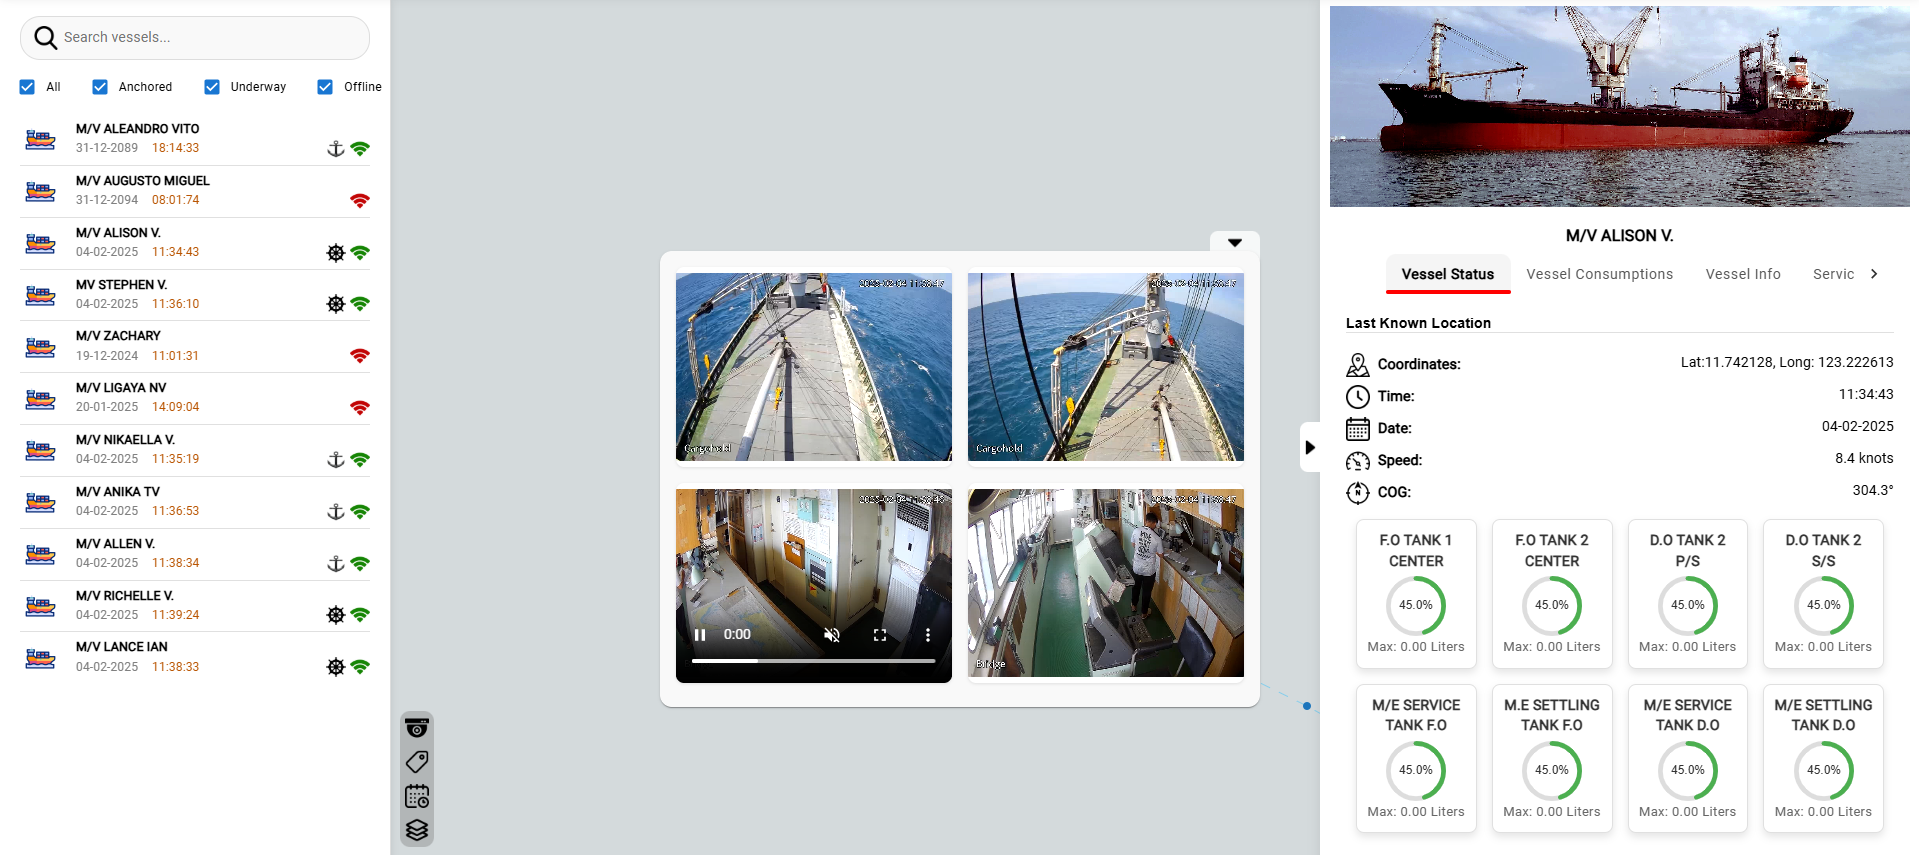 Search vessels...
All
Anchored
Underway
Offline
M/V ALEANDRO VITO
31-12-2089 18:14:33
M/V AUGUSTO MIGUEL
31-12-2094 08:01:74
M/V ALISON V.
04-02-2025 11:34:43
MV STEPHEN V.
04-02-2025 11:36:10
M/V ZACHARY
19-12-2024 11:01:31
M/V LIGAYA NV
20-01-2025 14:09:04
M/V NIKAELLA V.
04-02-2025 11:35:19
M/V ANIKA TV
04-02-2025 11:36:53
M/V ALLEN V.
04-02-2025 11:38:34
M/V RICHELLE V.
04-02-2025 11:39:24
M/V LANCE IAN
04-02-2025 11:38:33
Cargohold
Cargohold
0:00
Bridge
M/V ALISON V.
Vessel Status
Vessel Consumptions
Vessel Info
Servic
Last Known Location
Coordinates: Lat:11.742128, Long: 123.222613
Time: 11:34:43
Date: 04-02-2025
Speed: 8.4 knots
COG: 304.3°
F.O TANK 1
CENTER
45.0%
Max: 0.00 Liters
F.O TANK 2
CENTER
45.0%
Max: 0.00 Liters
D.O TANK 2
P/S
45.0%
Max: 0.00 Liters
D.O TANK 2
S/S
45.0%
Max: 0.00 Liters
M/E SERVICE
TANK F.O
45.0%
Max: 0.00 Liters
M.E SETTLING
TANK F.O
45.0%
Max: 0.00 Liters
M/E SERVICE
TANK D.O
45.0%
Max: 0.00 Liters
M/E SETTLING
TANK D.O
45.0%
Max: 0.00 Liters